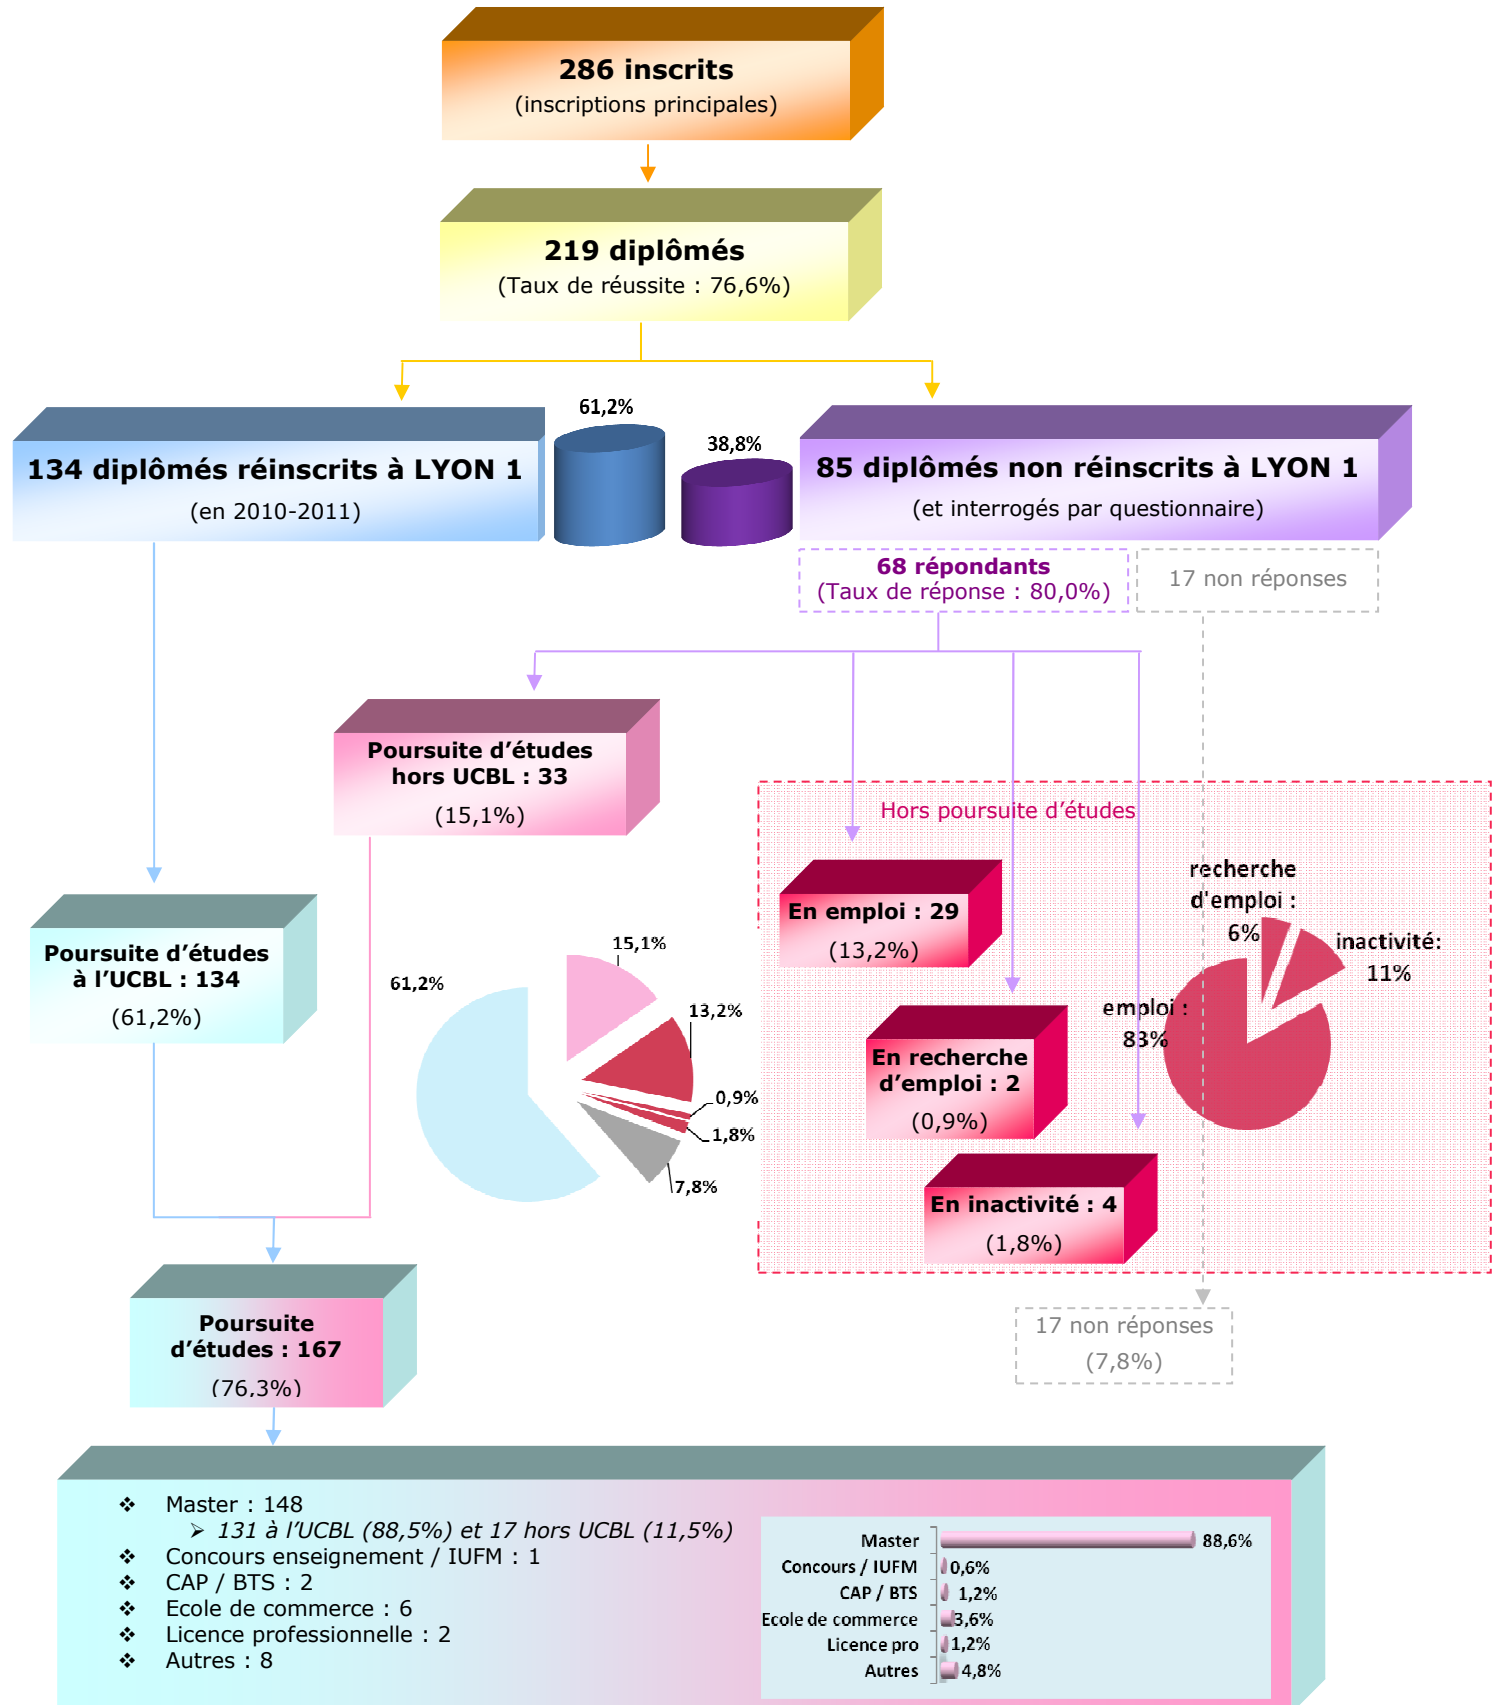 286 inscrits
(inscriptions principales)
219 diplômés
(Taux de réussite : 76,6%)
134 diplômés réinscrits à LYON 1
(en 2010-2011)
61,2%
38,8%
85 diplômés non réinscrits à LYON 1
(et interrogés par questionnaire)
68 répondants
(Taux de réponse : 80,0%)
17 non réponses
Poursuite d'études
hors UCBL : 33
(15,1%)
Hors poursuite d'études
En emploi : 29
(13,2%)
recherche
d'emploi :
6%
inactivité:
11%
emploi :
83%
Poursuite d'études
à l'UCBL : 134
(61,2%)
61,2%
15,1%
13,2%
0,9%
1,8%
7,8%
En recherche
d'emploi : 2
(0,9%)
En inactivité : 4
(1,8%)
17 non réponses
(7,8%)
Poursuite
d'études : 167
(76,3%)
❖ Master : 148
➢ 131 à l'UCBL (88,5%) et 17 hors UCBL (11,5%)
❖ Concours enseignement / IUFM : 1
❖ CAP / BTS : 2
❖ Ecole de commerce : 6
❖ Licence professionnelle : 2
❖ Autres : 8
Master 88,6%
Concours / IUFM 0,6%
CAP / BTS 1,2%
Ecole de commerce 3,6%
Licence pro 1,2%
Autres 4,8%